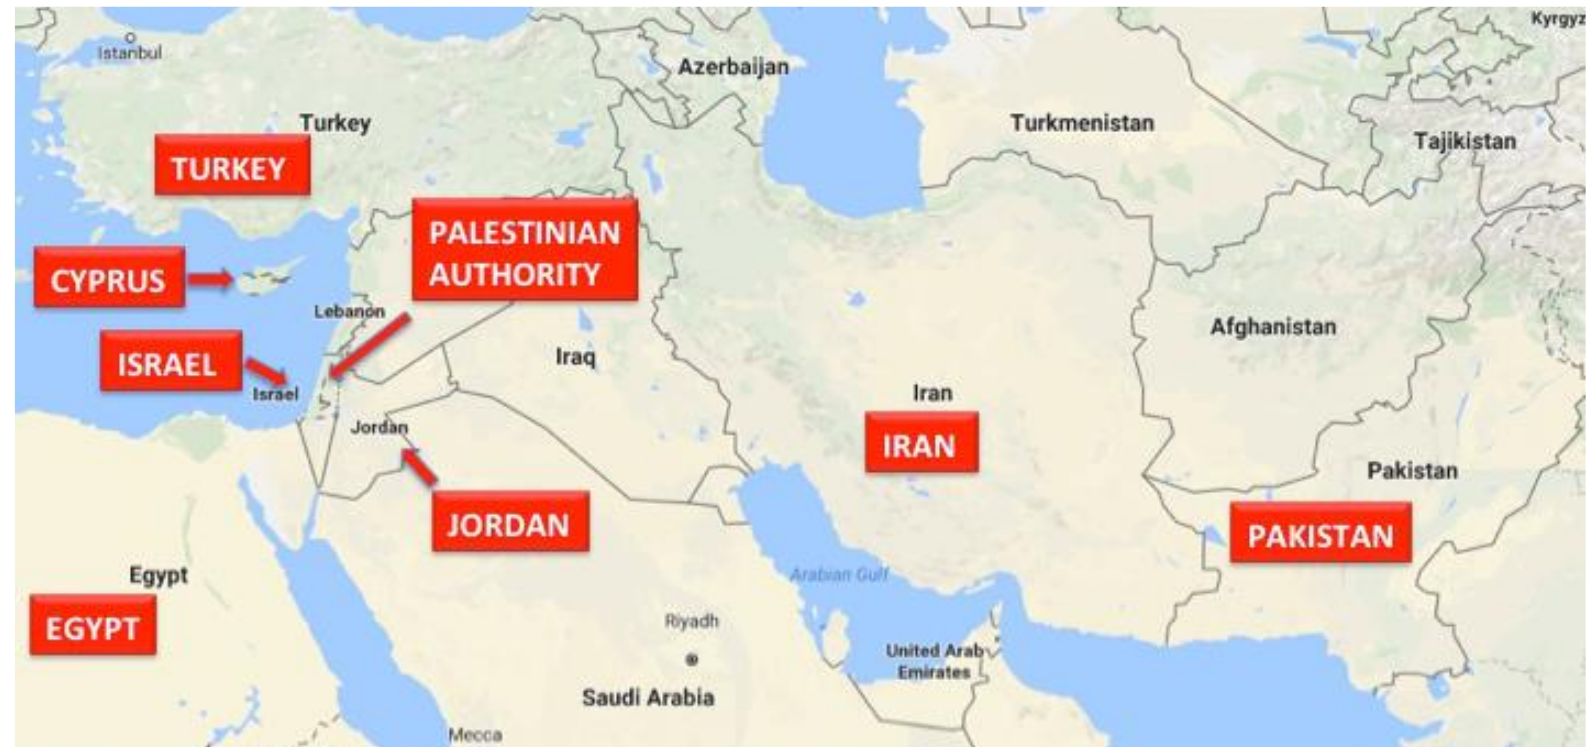 Kyrgyz
Istanbul
Azerbaijan
Turkey
Turkmenistan
Tajikistan
TURKEY
PALESTINIAN
AUTHORITY
CYPRUS
Lebanon
Afghanistan
ISRAEL
Iraq
Israel
Iran
Jordan
IRAN
Pakistan
JORDAN
PAKISTAN
Egypt
Arabian Gulf
EGYPT
Riyadh
United Arab
Emirates
Saudi Arabia
Mecca